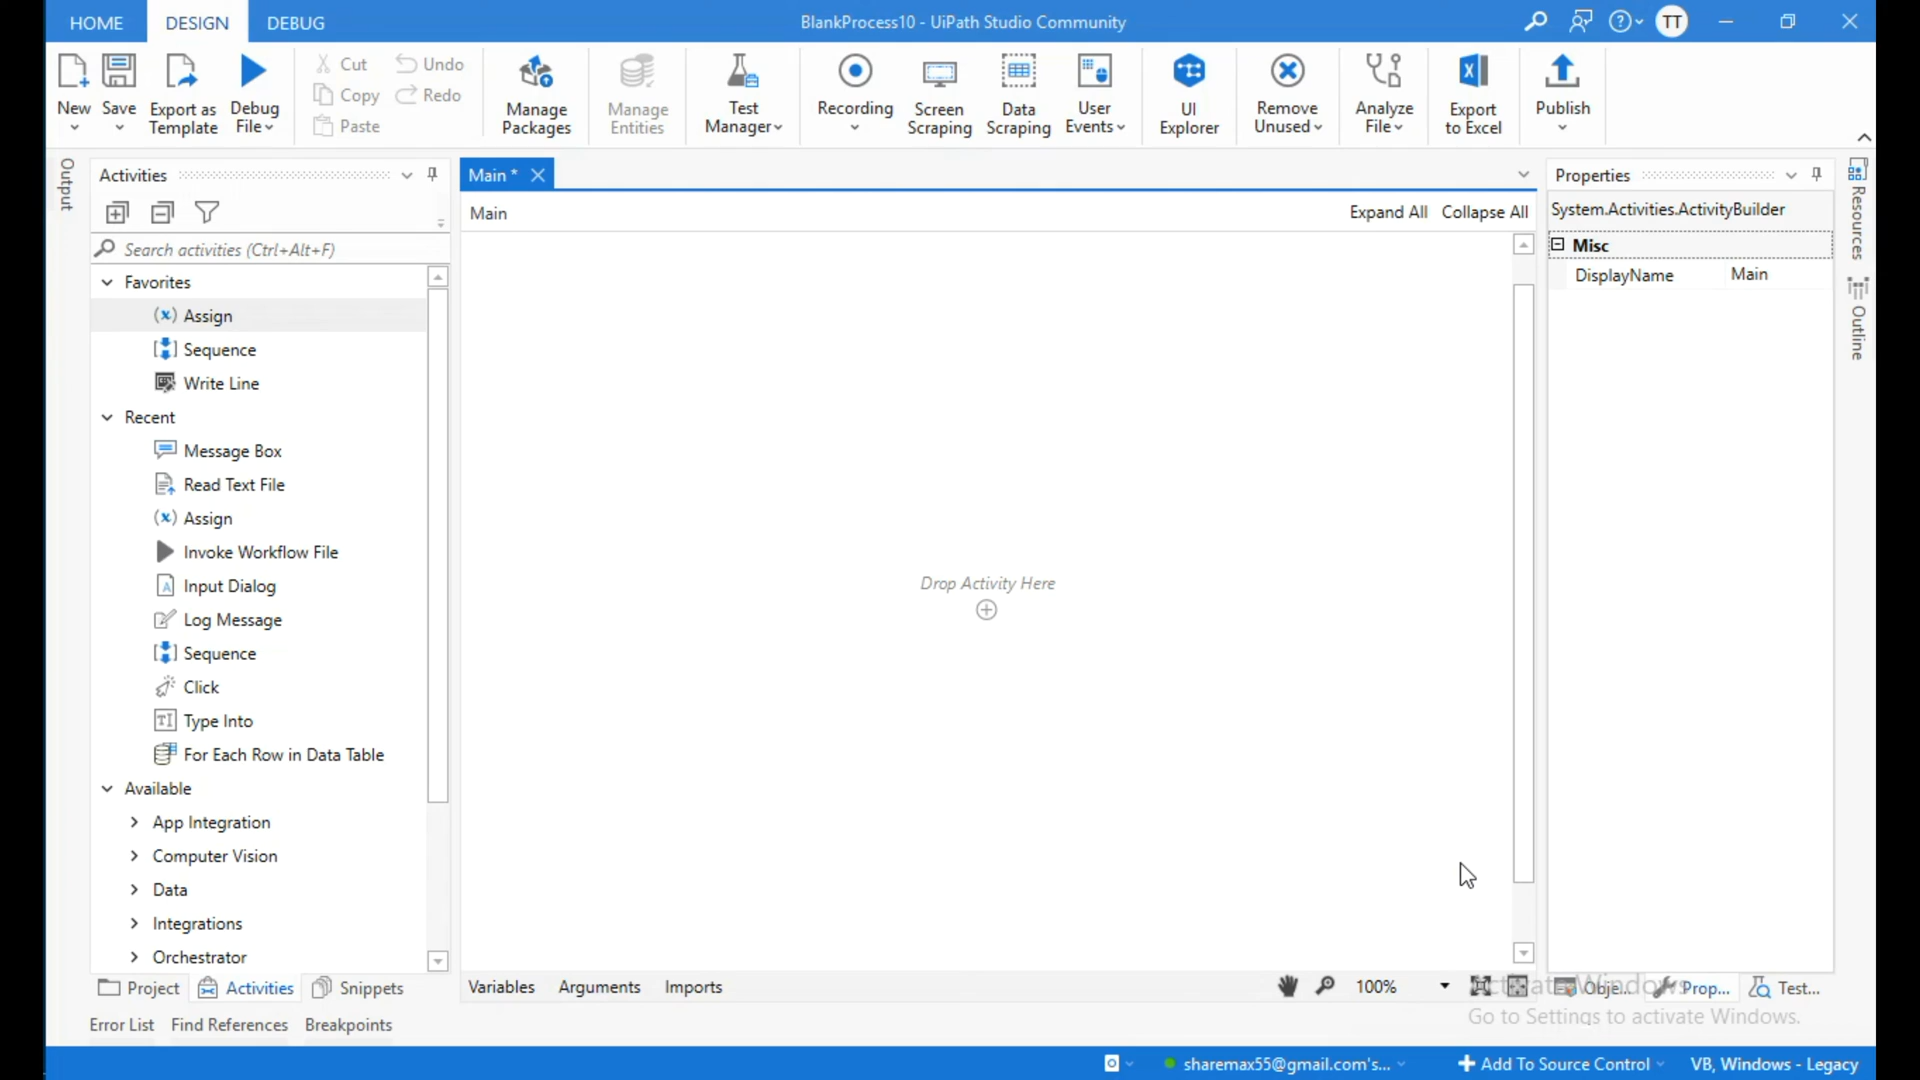 HOME DESIGN DEBUG BlankProcess10 - UiPath Studio Community TT
New Save Export as Template Debug File
Cut Undo
Copy Redo
Paste
Manage Packages
Manage Entities
Test Manager
Recording
Screen Scraping
Data Scraping
User Events
UI Explorer
Remove Unused
Analyze File
Export to Excel
Publish
Output
Activities
Search activities (Ctrl+Alt+F)
Favorites
Assign
Sequence
Write Line
Recent
Message Box
Read Text File
Assign
Invoke Workflow File
Input Dialog
Log Message
Sequence
Click
Type Into
For Each Row in Data Table
Available
App Integration
Computer Vision
Data
Integrations
Orchestrator
Project Activities Snippets
Main *
Main Expand All Collapse All
Drop Activity Here
Variables Arguments Imports 100%
Properties
System.Activities.ActivityBuilder
Misc
DisplayName Main
Resources
Outline
Obje... Prop... Test...
Activate Windows
Go to Settings to activate Windows.
Error List Find References Breakpoints
sharemax55@gmail.com's... Add To Source Control VB, Windows - Legacy